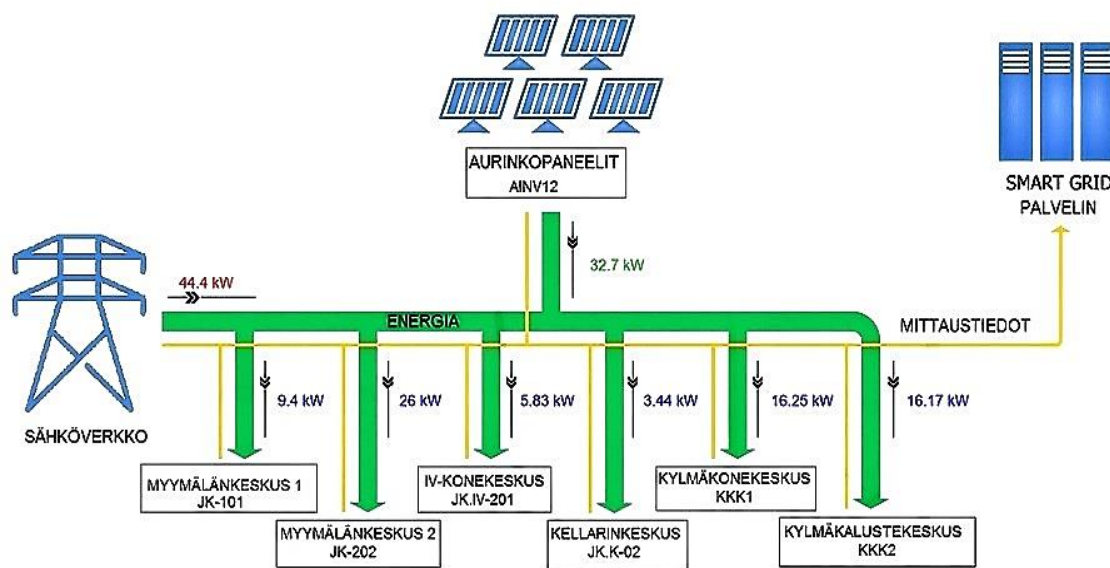 AURINKOPANEELIT
AINV12
SMART GRID
PALVELIN
44.4 kW
32.7 kW
ENERGIA
MITTAUSTIEDOT
SÄHKÖVERKKO
9.4 kW
26 kW
5.83 kW
3.44 kW
16.25 kW
16.17 kW
MYYMÄLÄNKESKUS 1
JK-101
MYYMÄLÄNKESKUS 2
JK-202
IV-KONEKESKUS
JK.IV-201
KELLARINKESKUS
JK.K-02
KYLMÄKONEKESKUS
KKK1
KYLMÄKALUSTEKESKUS
KKK2